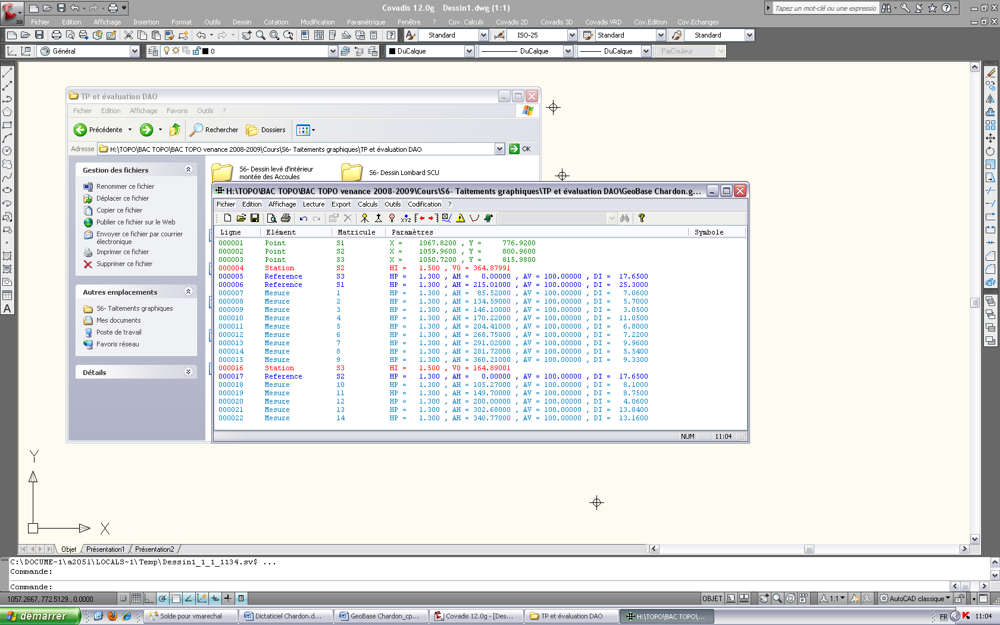 Covadis 12.0g    Dessin1.dwg (1:1)
Tapez un mot-clé ou une expressio
Fichier Edition Affichage Insertion Format Outils Dessin Cotation Modification Paramétrique Fenêtre ? Cov. Calculs Covadis 2D Covadis 3D Covadis VRD Cov.Edition Cov.Echanges
Standard ISO-25 Standard Standard
Général 0 DuCalque DuCalque DuCalque ParCouleur
TP et évaluation DAO
Fichier Edition Affichage Favoris Outils ?
Précédente Rechercher Dossiers
Adresse H:\TOPO\BAC TOPO\BAC TOPO venance 2008-2009\Cours\S6- Taitements graphiques\TP et évaluation DAO OK
Gestion des fichiers
Renommer ce fichier
Déplacer ce fichier
Copier ce fichier
Publier ce fichier sur le Web
Envoyer ce fichier par courrier
électronique
Imprimer ce fichier
Supprimer ce fichier
Autres emplacements
S6- Taitements graphiques
Mes documents
Poste de travail
Favoris réseau
Détails
S6- Dessin levé d'intérieur
montée des Accoules
S6- Dessin Lombard SCU
H:\TOPO\BAC TOPO\BAC TOPO venance 2008-2009\Cours\S6- Taitements graphiques\TP et évaluation DAO\GeoBase Chardon.g...
Fichier Edition Affichage Lecture Export Calculs Outils Codification ?
Ligne Elément Matricule Paramètres Symbole
000001 Point S1 X = 1067.8200 , Y = 776.9200
000002 Point S2 X = 1059.9600 , Y = 800.9600
000003 Point S3 X = 1050.7200 , Y = 815.9800
000004 Station S2 HI = 1.500 , V0 = 364.87991
000005 Reference S3 HP = 1.300 , AH = 0.00000 , AV = 100.00000 , DI = 17.6500
000006 Reference S1 HP = 1.300 , AH = 215.01000 , AV = 100.00000 , DI = 25.3000
000007 Mesure 1 HP = 1.300 , AH = 85.52000 , AV = 100.00000 , DI = 7.0600
000008 Mesure 2 HP = 1.300 , AH = 134.59000 , AV = 100.00000 , DI = 5.7000
000009 Mesure 3 HP = 1.300 , AH = 146.10000 , AV = 100.00000 , DI = 3.0500
000010 Mesure 4 HP = 1.300 , AH = 170.22000 , AV = 100.00000 , DI = 11.0500
000011 Mesure 5 HP = 1.300 , AH = 204.41000 , AV = 100.00000 , DI = 6.8000
000012 Mesure 6 HP = 1.300 , AH = 268.75000 , AV = 100.00000 , DI = 7.2200
000013 Mesure 7 HP = 1.300 , AH = 291.02000 , AV = 100.00000 , DI = 9.9600
000014 Mesure 8 HP = 1.300 , AH = 281.72000 , AV = 100.00000 , DI = 5.5400
000015 Mesure 9 HP = 1.300 , AH = 360.21000 , AV = 100.00000 , DI = 9.3300
000016 Station S3 HI = 1.500 , V0 = 164.89001
000017 Reference S2 HP = 1.300 , AH = 0.00000 , AV = 100.00000 , DI = 17.6500
000018 Mesure 10 HP = 1.300 , AH = 105.27000 , AV = 100.00000 , DI = 8.1000
000019 Mesure 11 HP = 1.300 , AH = 149.70000 , AV = 100.00000 , DI = 8.7500
000020 Mesure 12 HP = 1.300 , AH = 200.00000 , AV = 100.00000 , DI = 4.0600
000021 Mesure 13 HP = 1.300 , AH = 302.68000 , AV = 100.00000 , DI = 13.8400
000022 Mesure 14 HP = 1.300 , AH = 340.77000 , AV = 100.00000 , DI = 13.1600
NUM 11:04
Y
X
Objet Présentation1 Présentation2
C:\DOCUME~1\a2051\LOCALS~1\Temp\Dessin1_1_1_1134.sv$ ...
Commande:
Commande:
1057.2667, 772.5129 , 0.0000 OBJET 1:1 AutoCAD classique
démarrer Solde pour vmarechal Dictaticiel Chardon.d... GeoBase Chardon_cp... Covadis 12.0g - [Des... TP et évaluation DAO H:\TOPO\BAC TOPO\... FR 11:04